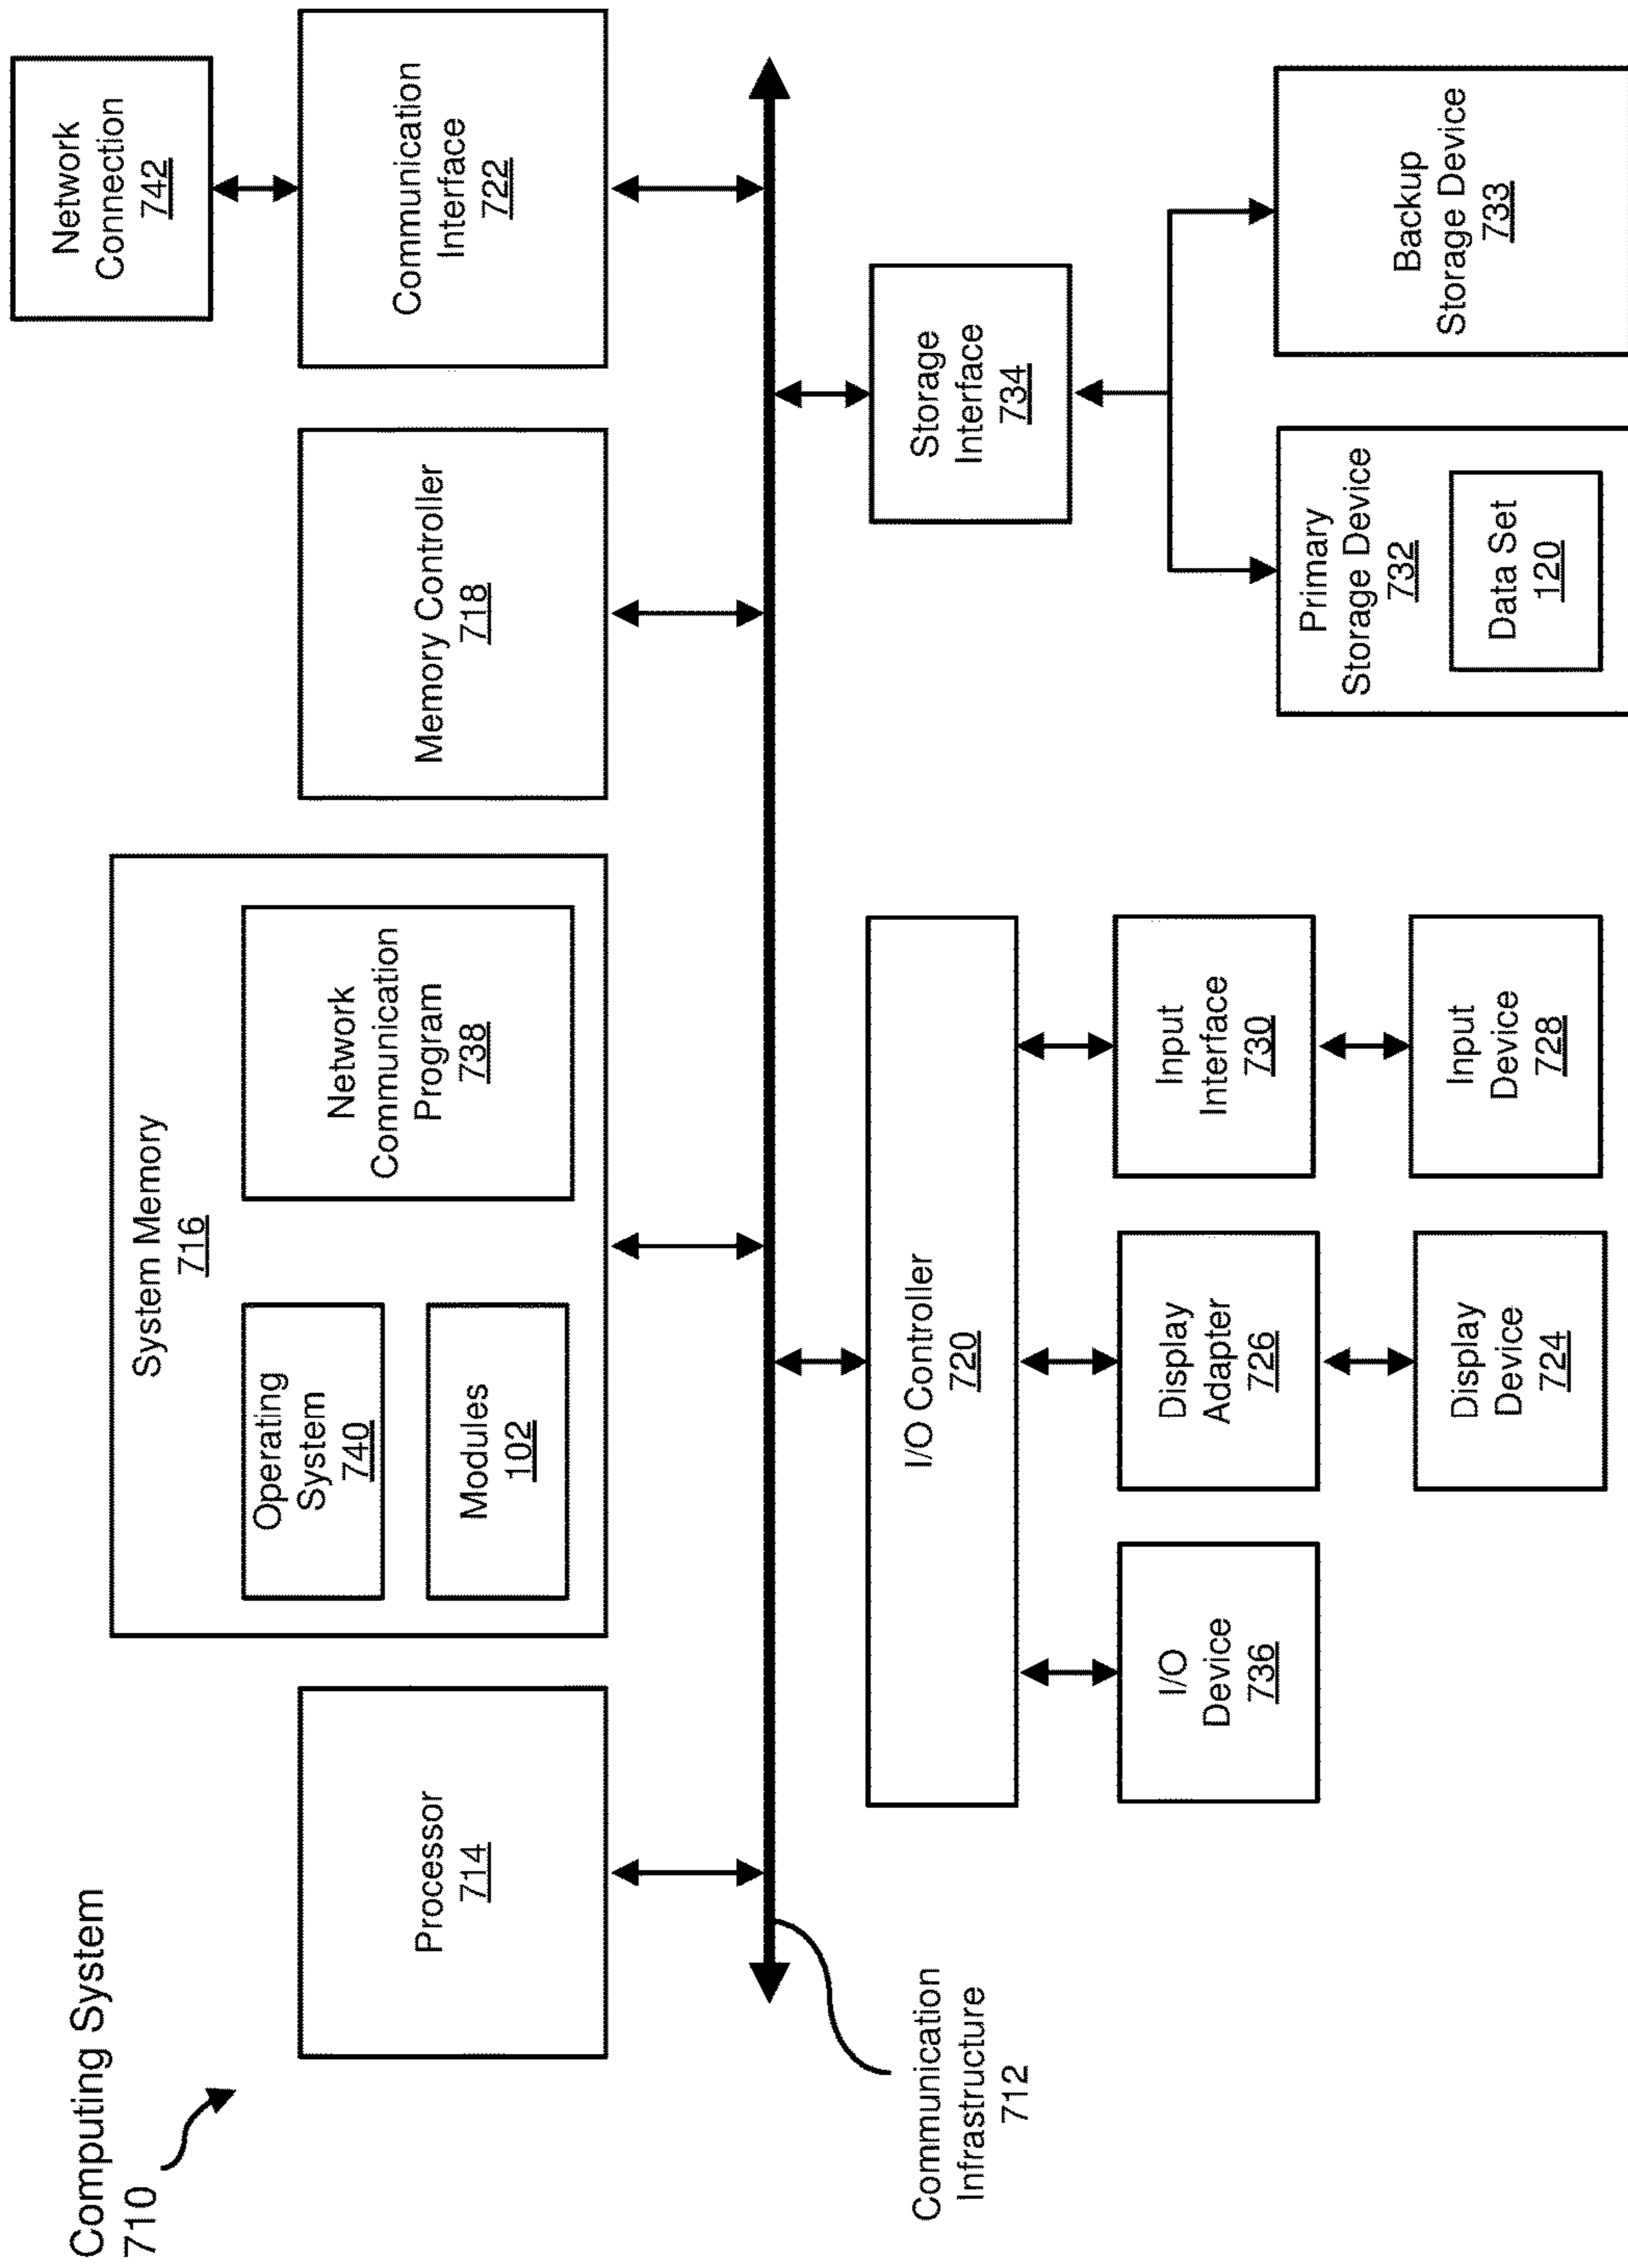 Computing System
710
Processor
714
System Memory
716
Operating
System
740
Modules
102
Network
Communication
Program
738
Memory Controller
718
Network
Connection
742
Communication
Interface
722
Communication
Infrastructure
712
I/O Controller
720
I/O
Device
736
Display
Adapter
726
Input
Interface
730
Display
Device
724
Input
Device
728
Storage
Interface
734
Primary
Storage Device
732
Data Set
120
Backup
Storage Device
733